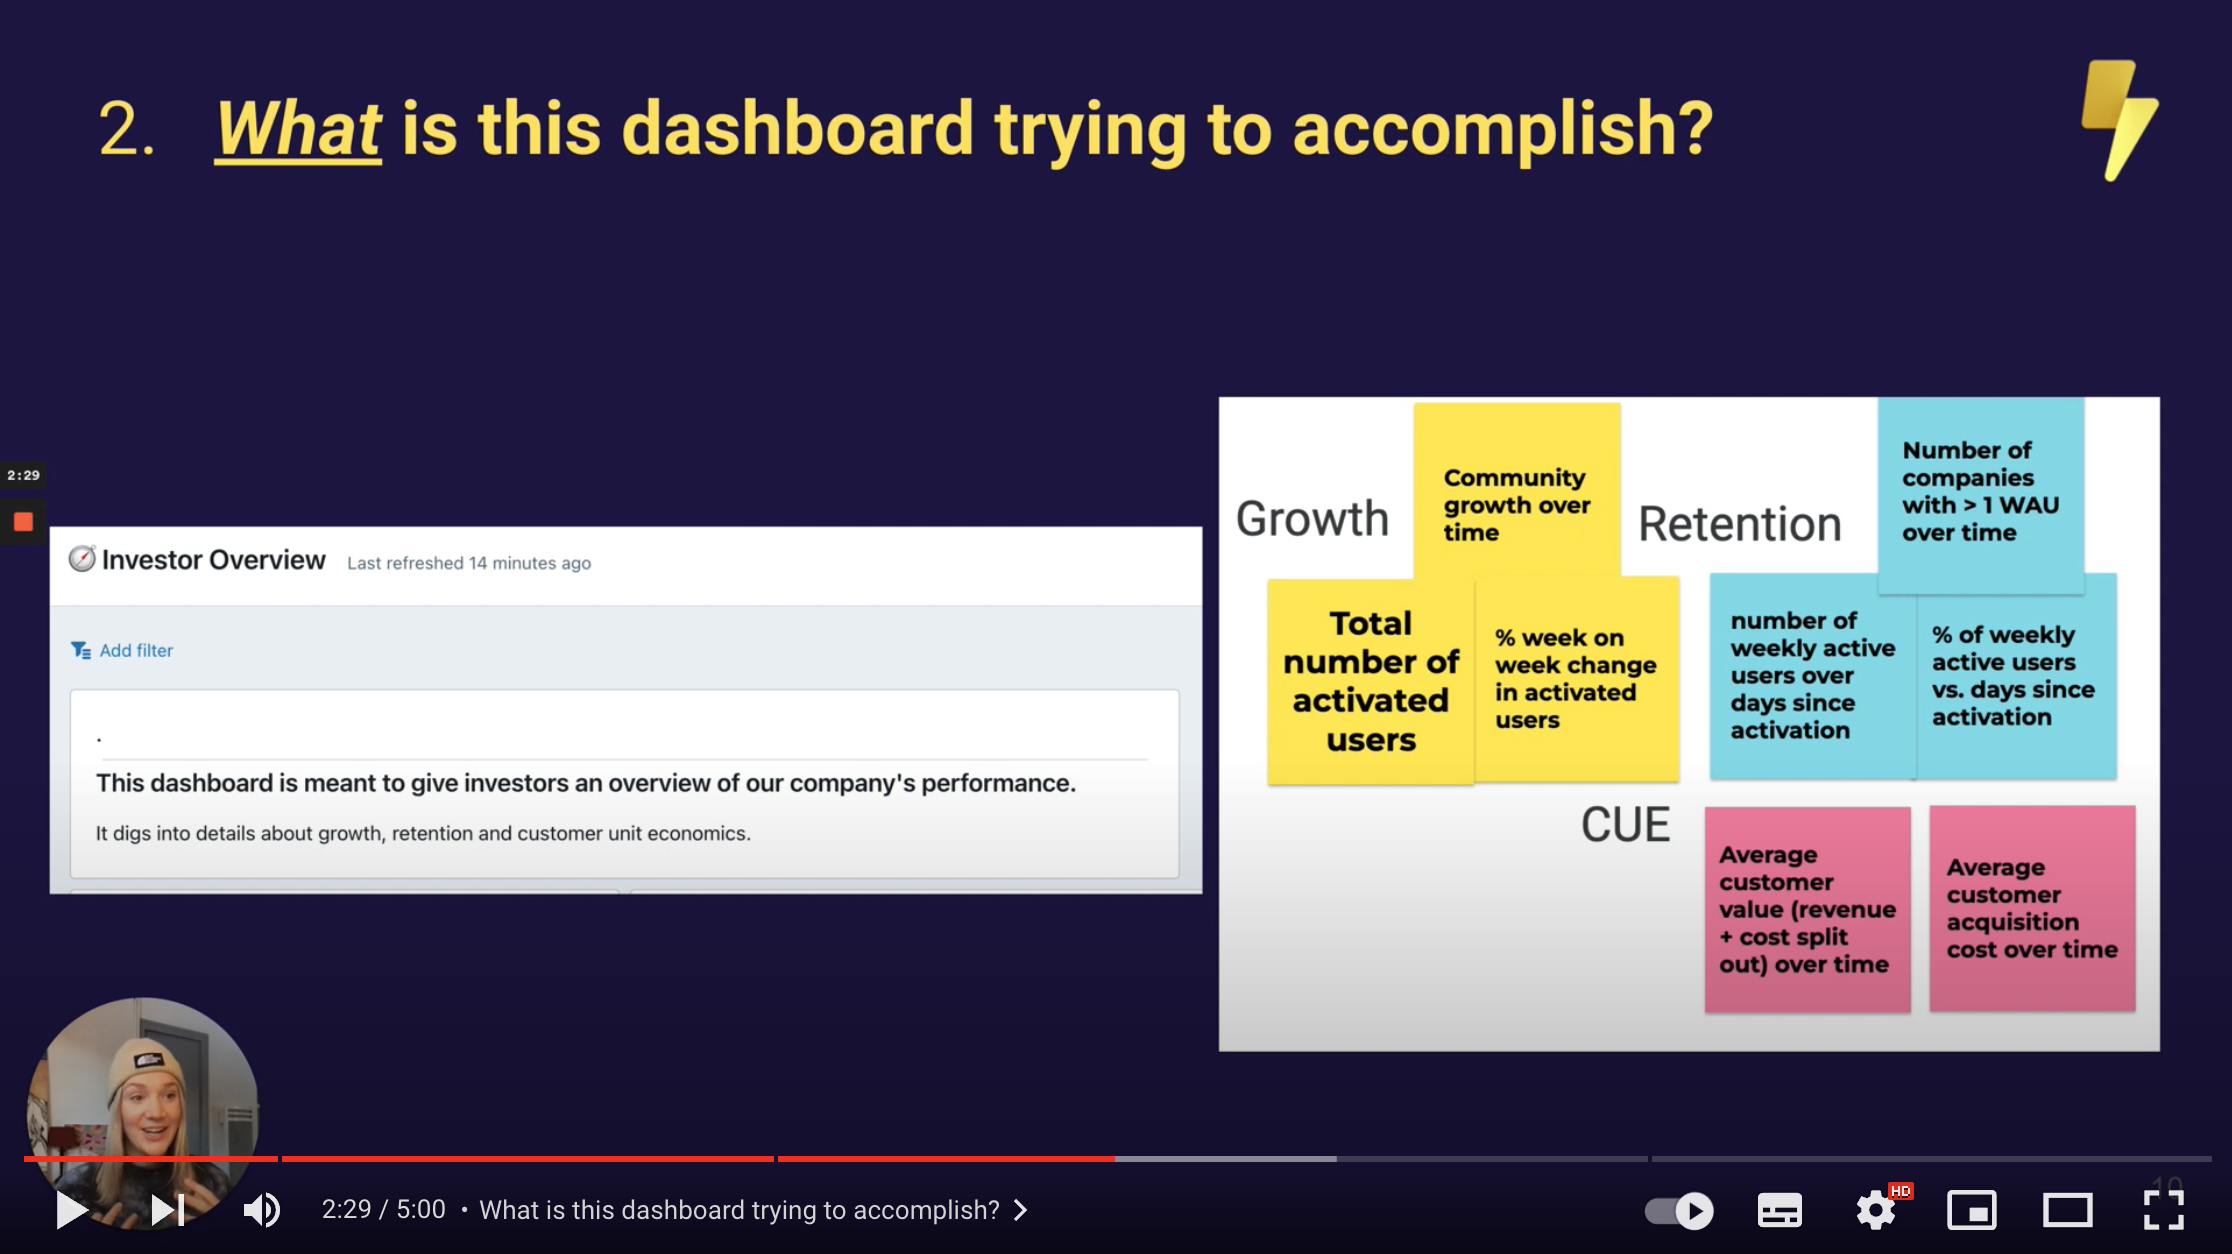 2. What is this dashboard trying to accomplish?
2:29
Investor Overview Last refreshed 14 minutes ago
Add filter
.
This dashboard is meant to give investors an overview of our company's performance.
It digs into details about growth, retention and customer unit economics.
Growth
Community
growth over
time
Total
number of
activated
users
% week on
week change
in activated
users
Retention
Number of
companies
with > 1 WAU
over time
number of
weekly active
users over
days since
activation
% of weekly
active users
vs. days since
activation
CUE
Average
customer
value (revenue
+ cost split
out) over time
Average
customer
acquisition
cost over time
2:29 / 5:00 • What is this dashboard trying to accomplish?
HD
10